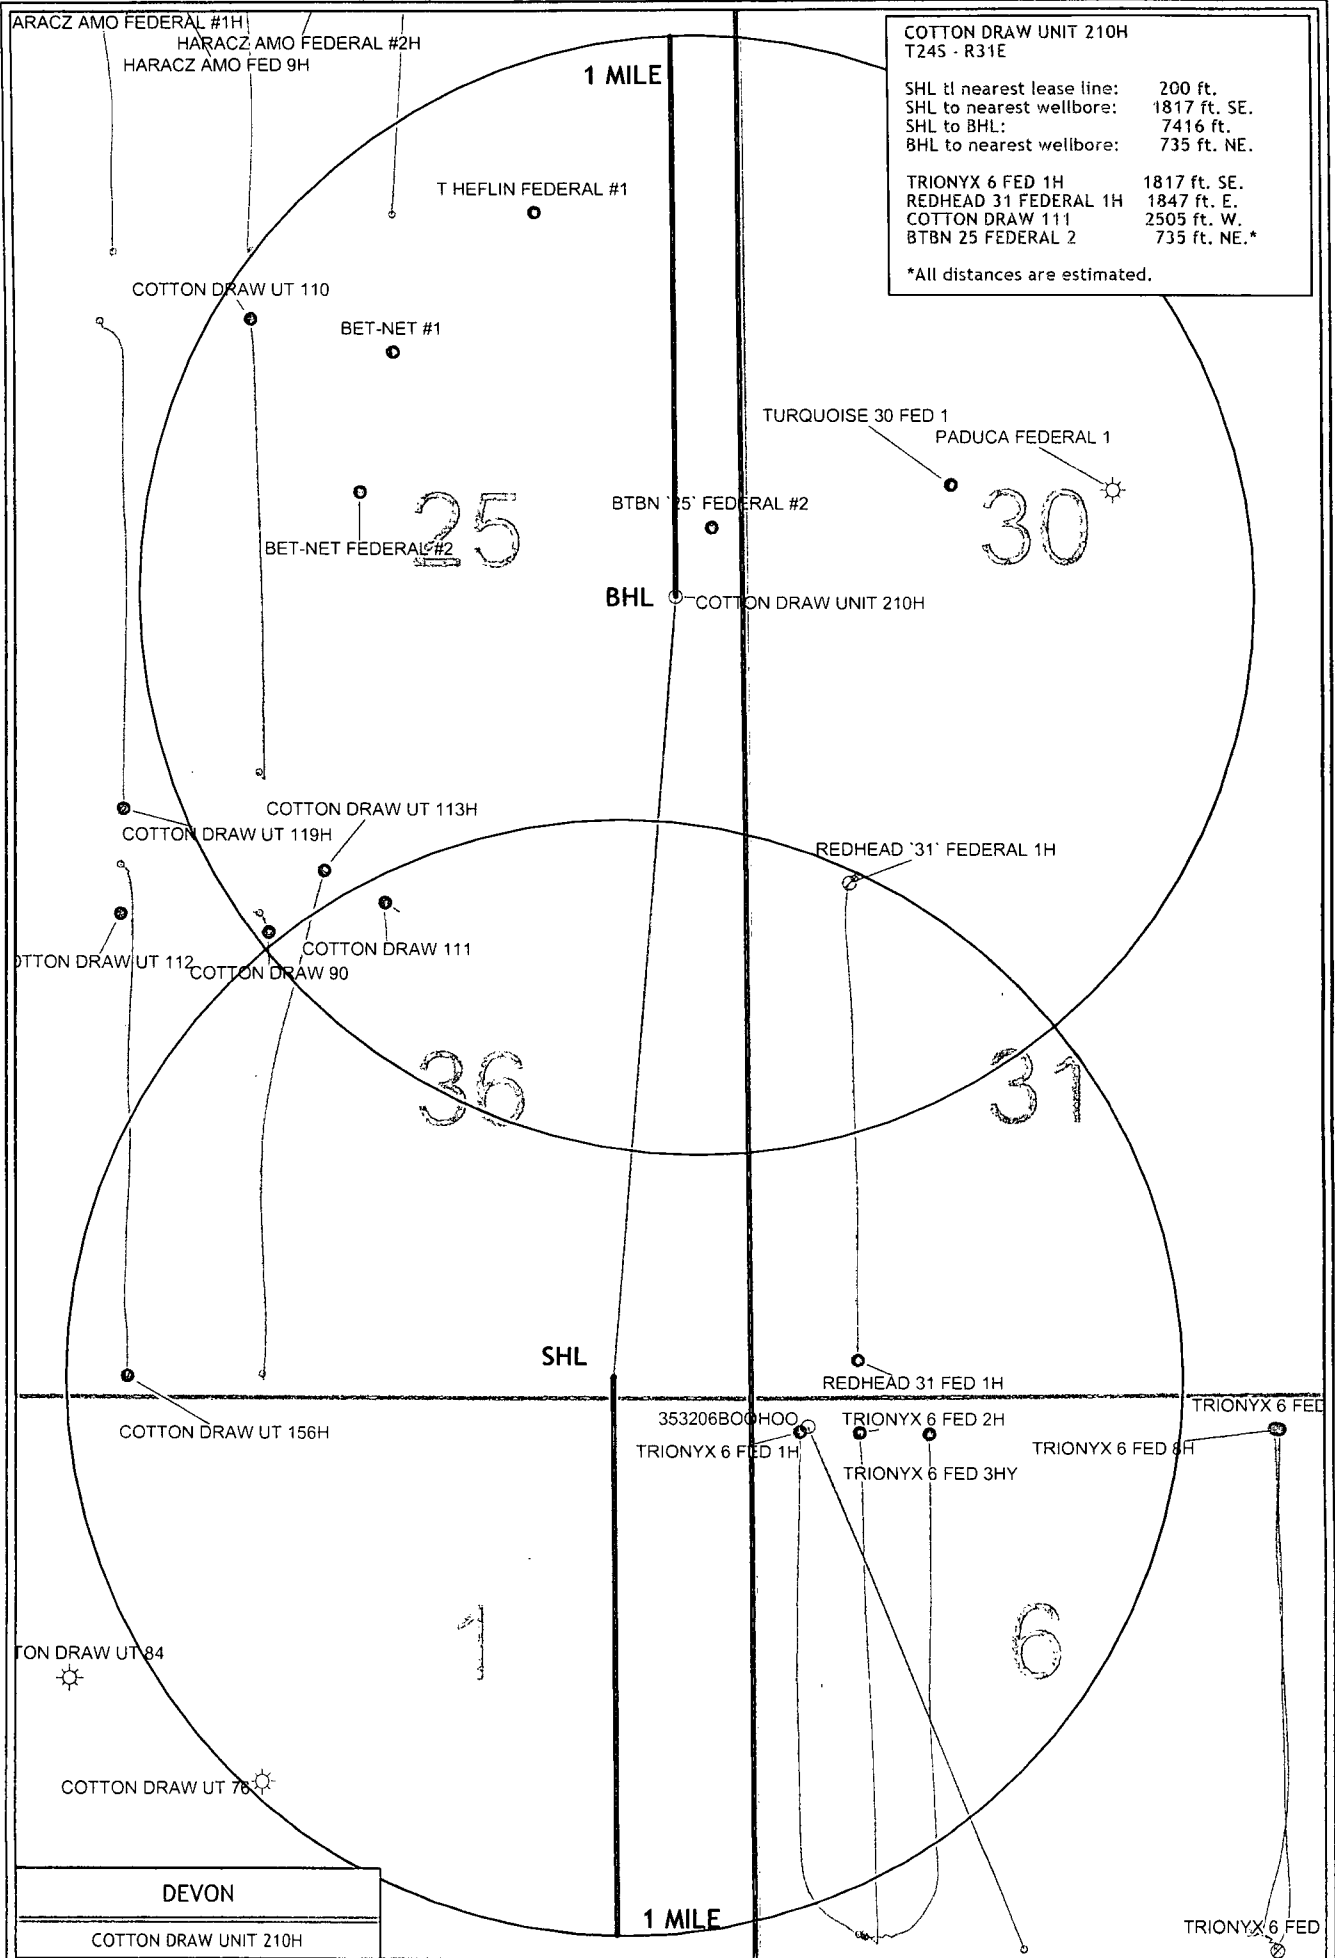 ARACZ AMO FEDERAL #1H
HARACZ AMO FEDERAL #2H
HARACZ AMO FED 9H
1 MILE
COTTON DRAW UNIT 210H
T24S - R31E
SHL tl nearest lease line: 200 ft.
SHL to nearest wellbore: 1817 ft. SE.
SHL to BHL: 7416 ft.
BHL to nearest wellbore: 735 ft. NE.
TRIONYX 6 FED 1H 1817 ft. SE.
REDHEAD 31 FEDERAL 1H 1847 ft. E.
COTTON DRAW 111 2505 ft. W.
BTBN 25 FEDERAL 2 735 ft. NE.*
*All distances are estimated.
T HEFLIN FEDERAL #1
COTTON DRAW UT 110
BET-NET #1
TURQUOISE 30 FED 1
PADUCA FEDERAL 1
BTBN `25` FEDERAL #2
25
30
BET-NET FEDERAL #2
BHL
COTTON DRAW UNIT 210H
COTTON DRAW UT 113H
COTTON DRAW UT 119H
REDHEAD `31` FEDERAL 1H
COTTON DRAW 111
OTTON DRAW UT 112
COTTON DRAW 90
36
31
SHL
REDHEAD 31 FED 1H
353206BOOHOO
TRIONYX 6 FED 2H
TRIONYX 6 FED
COTTON DRAW UT 156H
TRIONYX 6 FED 1H
TRIONYX 6 FED 8H
TRIONYX 6 FED 3HY
1
6
TON DRAW UT 84
COTTON DRAW UT 76
DEVON
1 MILE
TRIONYX 6 FED
COTTON DRAW UNIT 210H